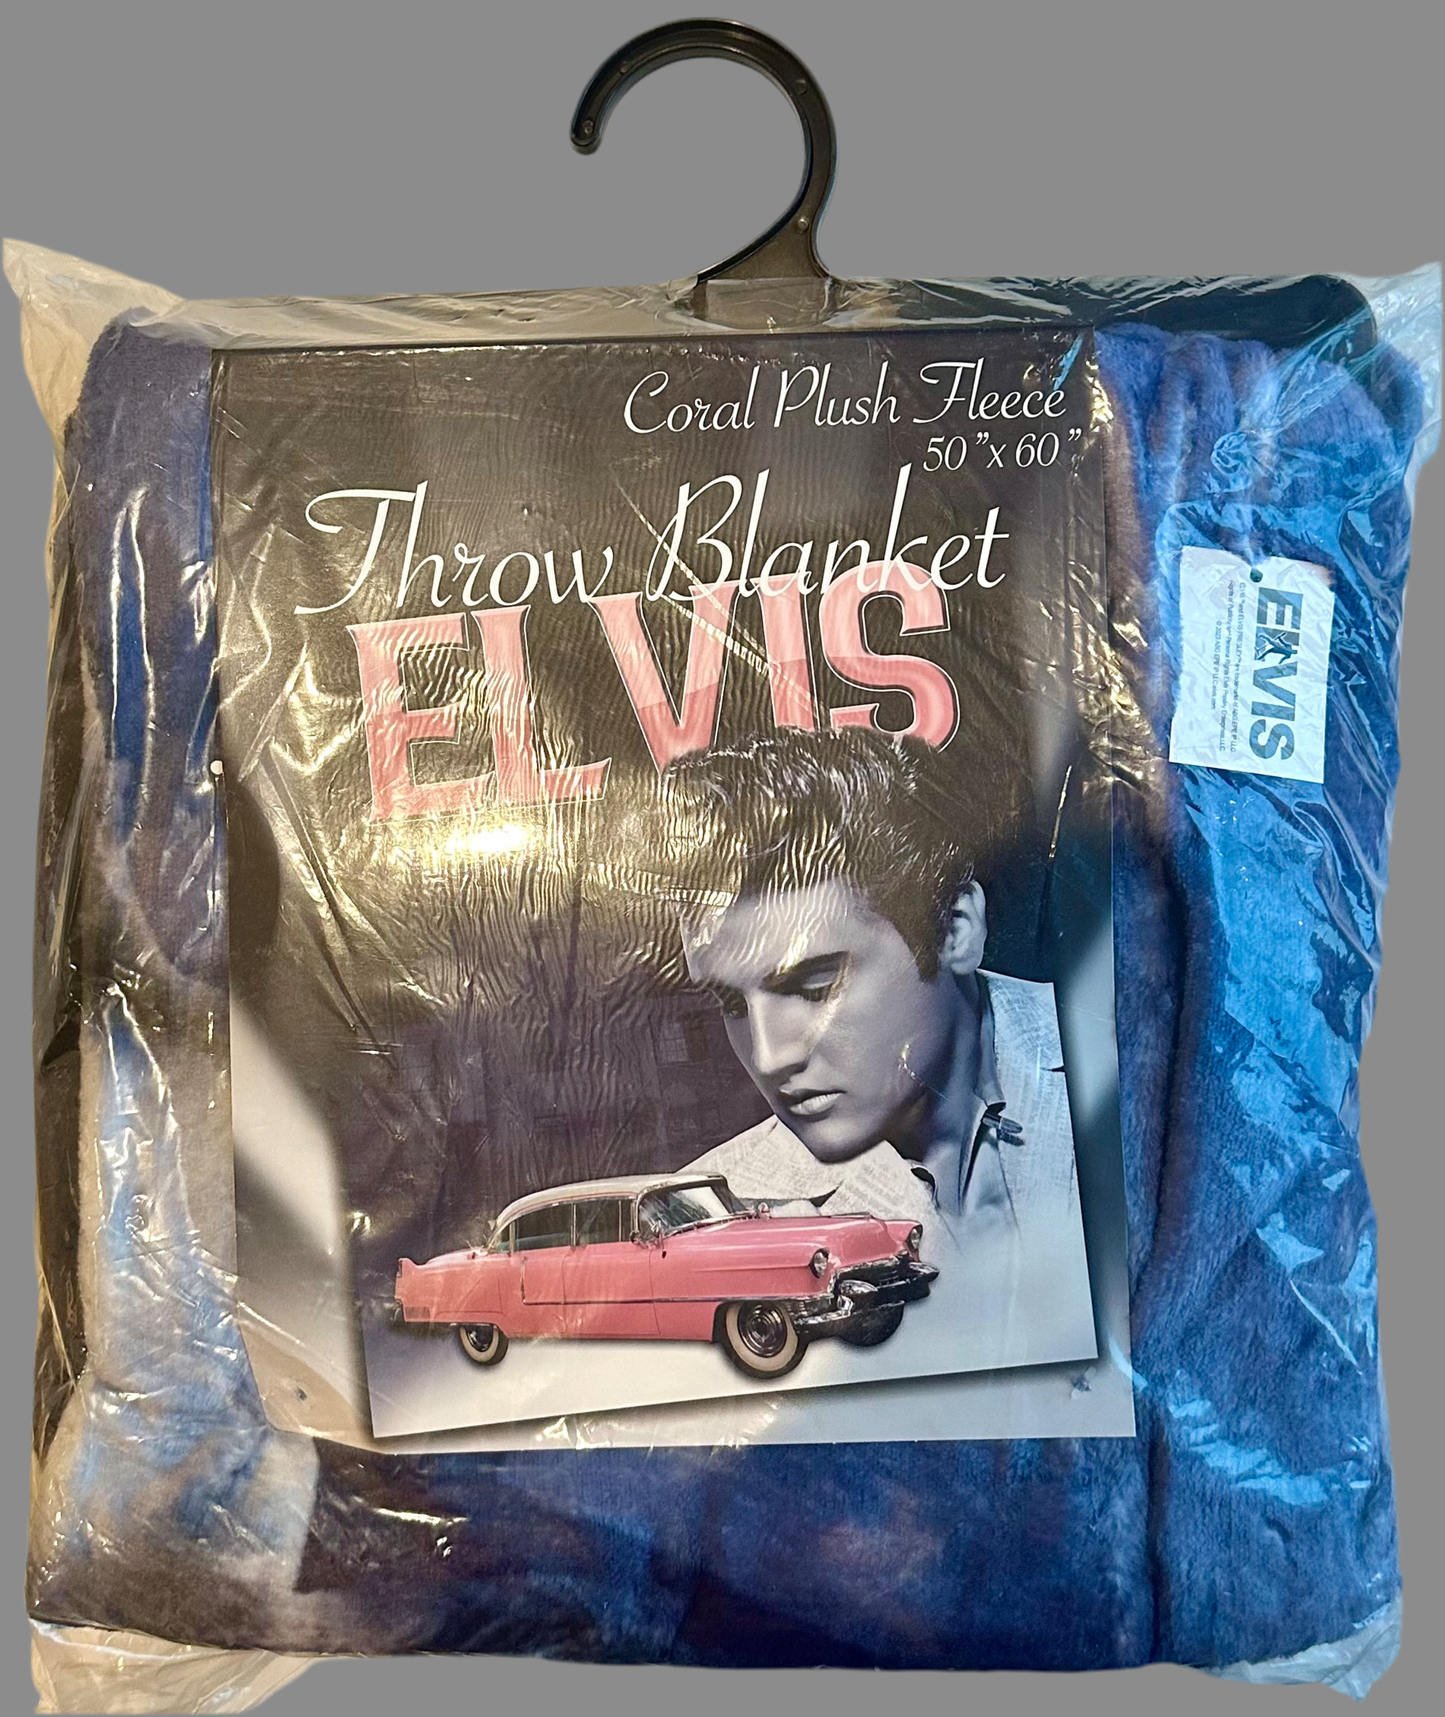 Coral Plush Fleece
50"x 60"
Throw Blanket
ELVIS
ELVIS